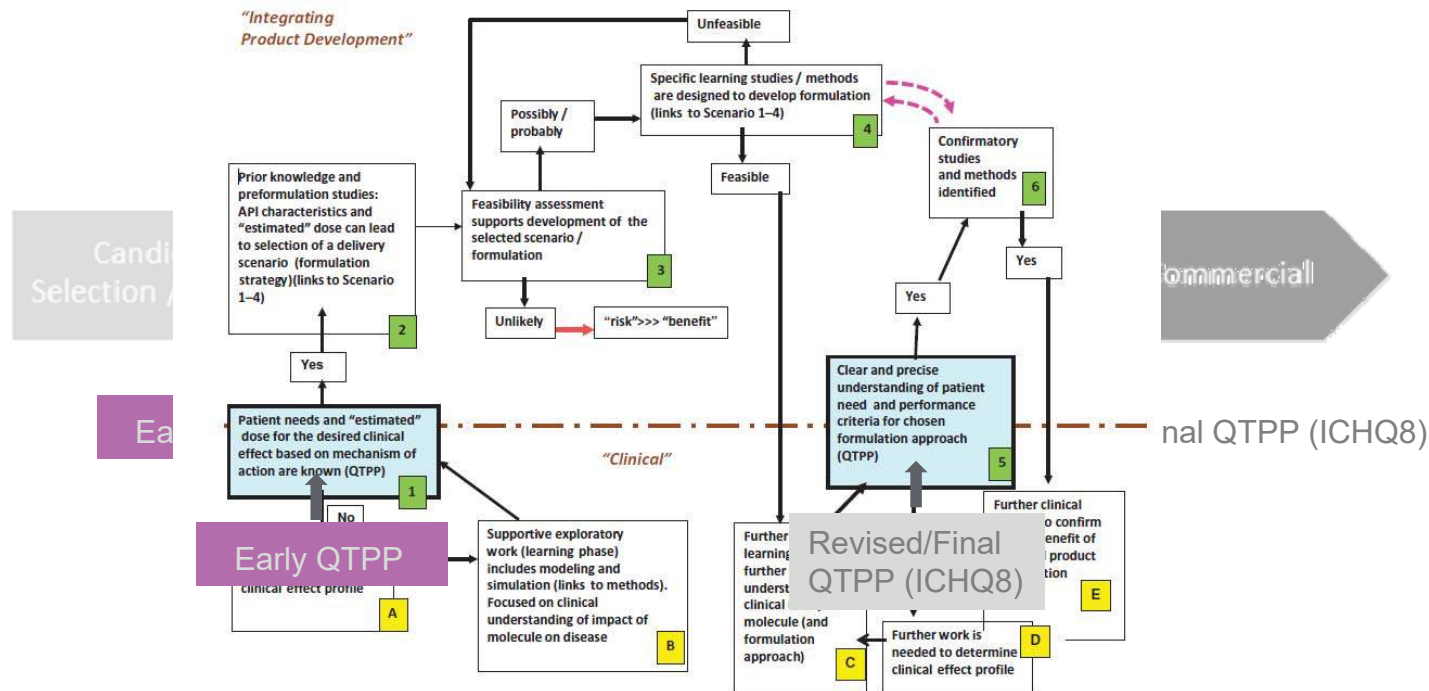 "Integrating
Product Development"
Unfeasible
Specific learning studies / methods
are designed to develop formulation
(links to Scenario 1–4)
4
Possibly /
probably
Confirmatory
studies
and methods
identified
6
Feasible
Prior knowledge and
preformulation studies:
API characteristics and
"estimated" dose can lead
to selection of a delivery
scenario (formulation
strategy)(links to Scenario
1–4)
2
Feasibility assessment
supports development of the
selected scenario /
formulation
3
Selection /
Yes
Commercial
Yes
Unlikely
"risk">>> "benefit"
Yes
Clear and precise
understanding of patient
need and performance
criteria for chosen
formulation approach
(QTPP)
5
Patient needs and "estimated"
dose for the desired clinical
effect based on mechanism of
action are known (QTPP)
1
"Clinical"
QTPP (ICHQ8)
No
Early QTPP
clinical effect profile
A
Supportive exploratory
work (learning phase)
includes modeling and
simulation (links to methods).
Focused on clinical
understanding of impact of
molecule on disease
B
Further
learning
further
clinical
molecule (and
formulation
approach)
C
Revised/Final
QTPP (ICHQ8)
Further clinical
to confirm
of
product
E
Further work is
needed to determine
clinical effect profile
D